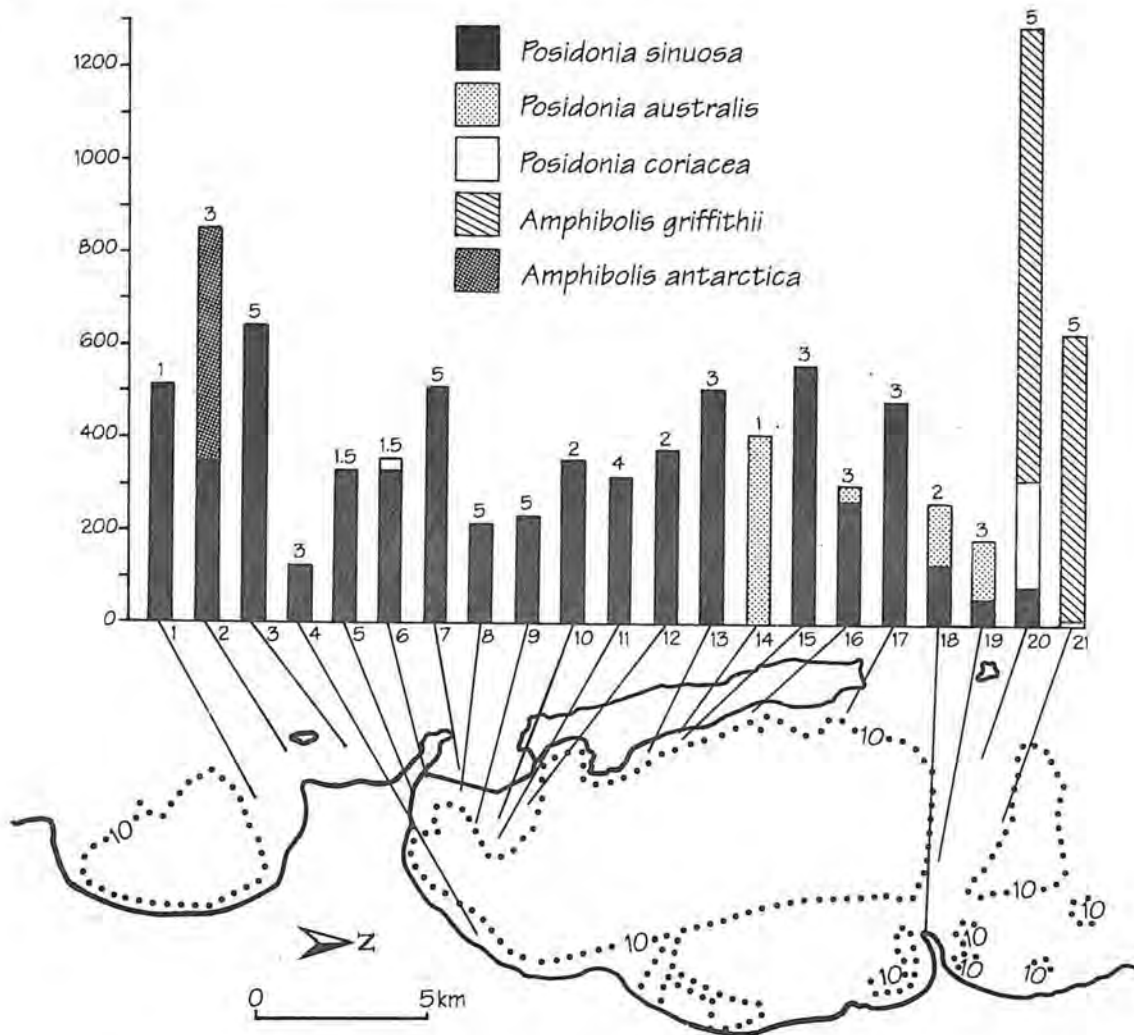 1200
1000
800
600
400
200
0
Posidonia sinuosa
Posidonia australis
Posidonia coriacea
Amphibolis griffithii
Amphibolis antarctica
1 3 5 3 1.5 1.5 5 5 5 2 4 2 3 1 3 3 3 2 3 5 5
1 2 3 4 5 6 7 8 9 10 11 12 13 14 15 16 17 18 19 20 21
10
10
10
10
10
10
10
10
10
10
N
0 5km